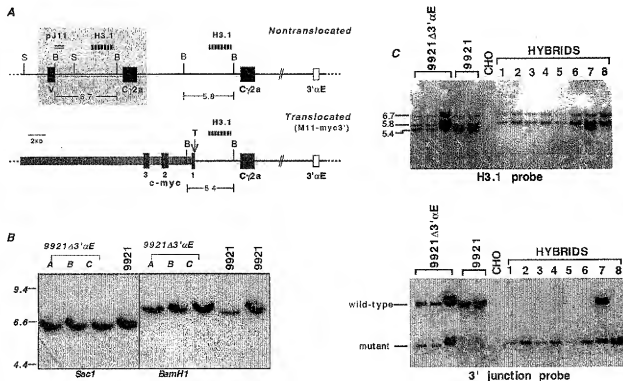 A
pJ11
H3.1
H3.1
Nontranslocated
S
B
S
B
B
B
V
Cγ2a
Cγ2a
3'αE
8.7
5.8
Translocated
(M11-myc3')
2kb
T
H3.1
B
B
3
2
1
c-myc
Cγ2a
3'αE
5.4
B
9921Δ3'αE
A B C
9921
9921Δ3'αE
A B C
9921
9921
9.4
6.6
4.4
Sac1
BamH1
C
9921Δ3'αE
9921
CHO
HYBRIDS
1 2 3 4 5 6 7 8
6.7
5.8
5.4
H3.1 probe
9921Δ3'αE
9921
CHO
HYBRIDS
1 2 3 4 5 6 7 8
wild-type
mutant
3' junction probe